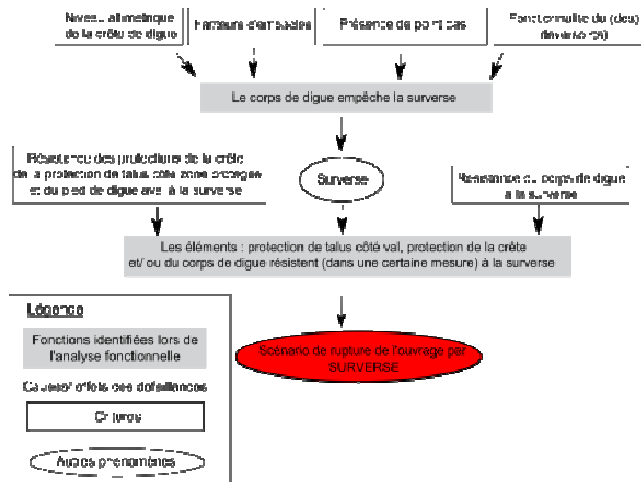 Niveau altimétrique
de la crête de digue
Facteurs d'embâcles
Présence de point bas
Fonctionnalité du (des)
déversoir(s)
Le corps de digue empêche la surverse
Résistance des protections de la crête
de la protection de talus côté zone protégée
et du pied de digue aval à la surverse
Surverse
Résistance du corps de digue
à la surverse
Les éléments : protection de talus côté val, protection de la crête
et/ ou du corps de digue résistent (dans une certaine mesure) à la surverse
Légende
Fonctions identifiées lors de
l'analyse fonctionnelle
Causes/ effets des défaillances
Critères
Autres phénomènes
Scénario de rupture de l'ouvrage par
SURVERSE